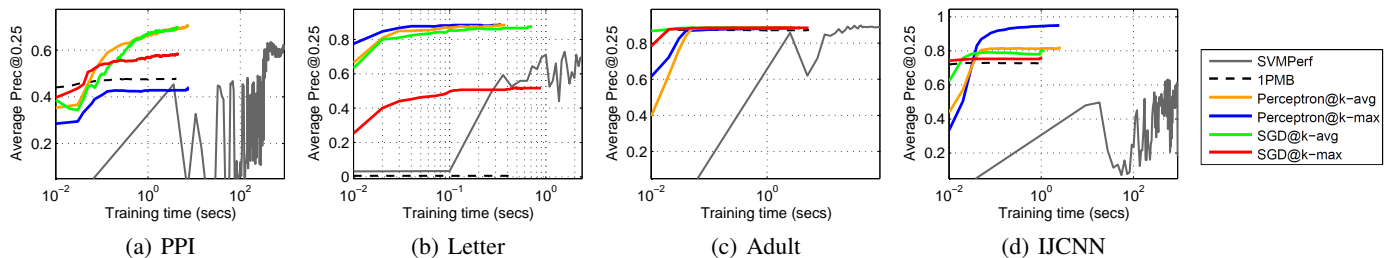 Average Prec@0.25
0.6
0.4
0.2
10^-2
10^0
10^2
Training time (secs)
(a) PPI
Average Prec@0.25
0.8
0.6
0.4
0.2
0
10^-2
10^-1
10^0
Training time (secs)
(b) Letter
Average Prec@0.25
0.8
0.6
0.4
0.2
10^-2
10^0
Training time (secs)
(c) Adult
Average Prec@0.25
1
0.8
0.6
0.4
0.2
10^-2
10^0
10^2
Training time (secs)
(d) IJCNN
SVMPerf
1PMB
Perceptron@k-avg
Perceptron@k-max
SGD@k-avg
SGD@k-max